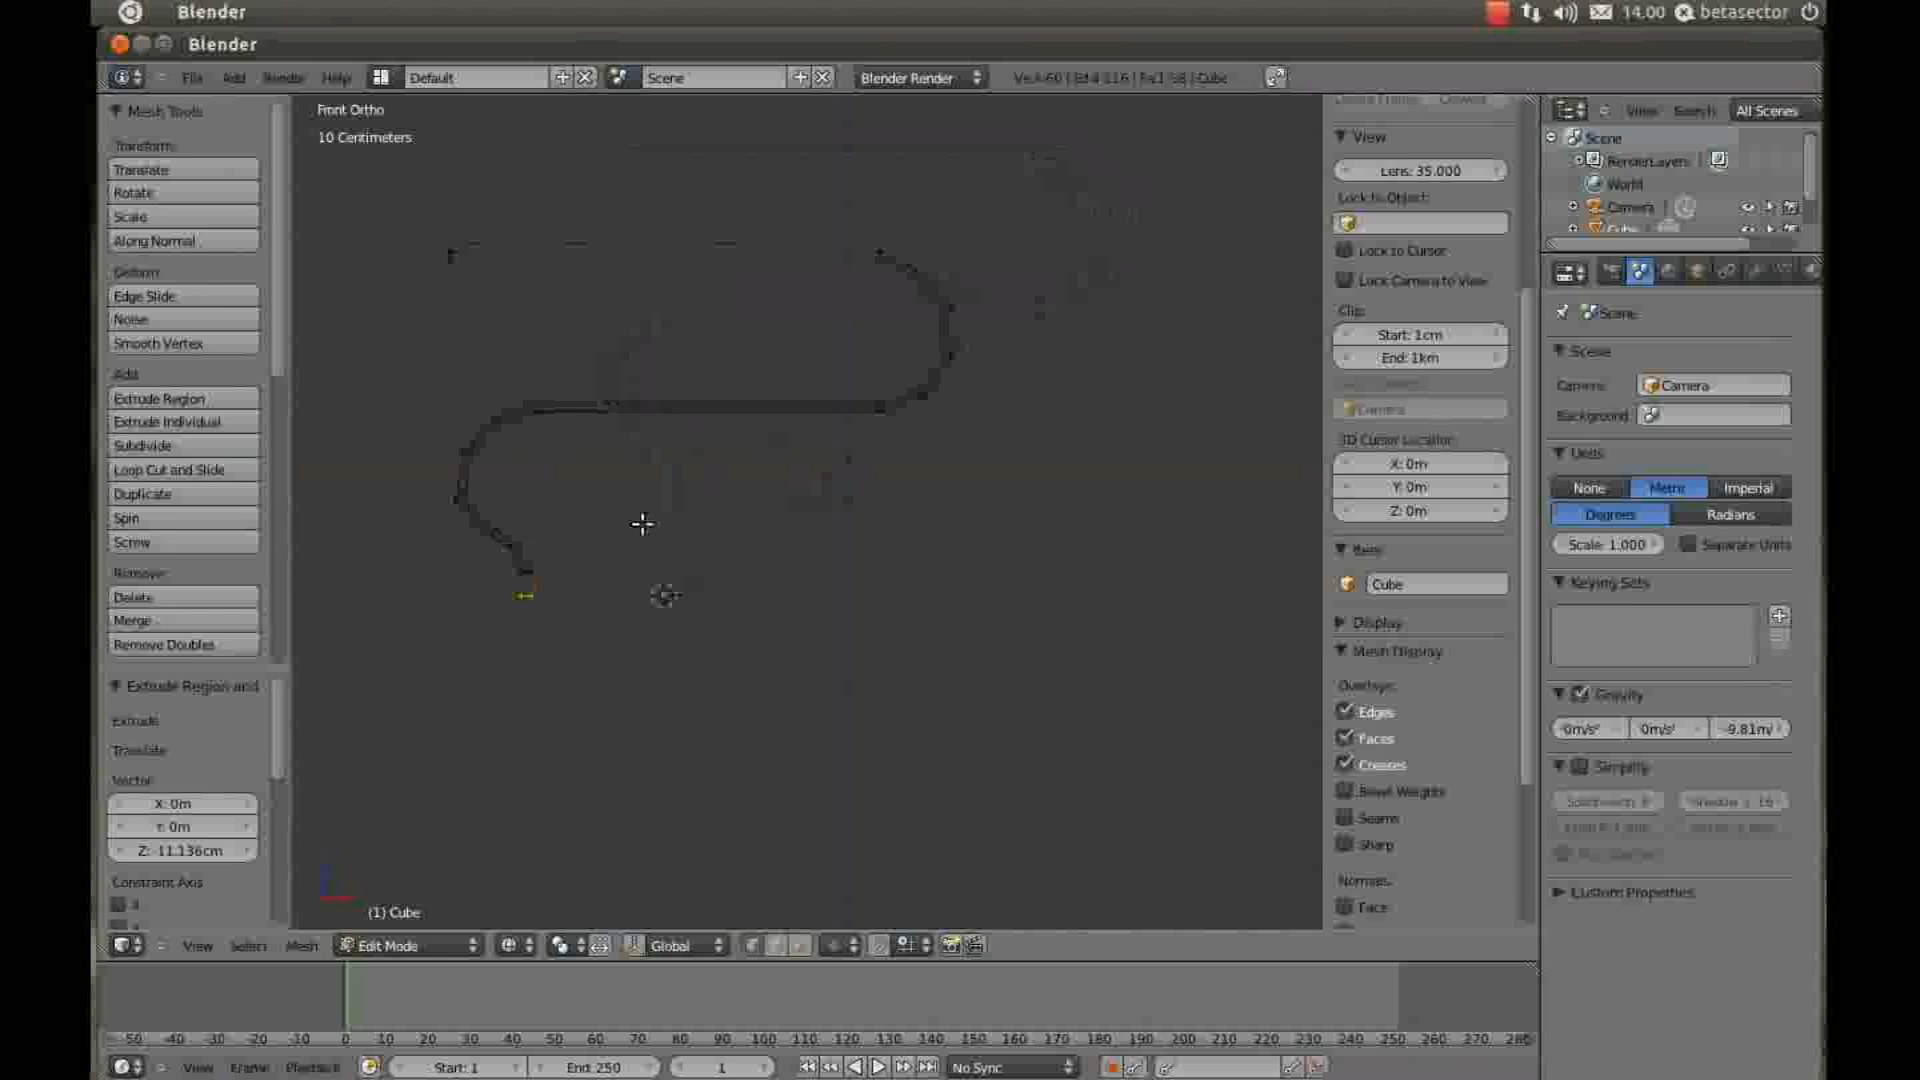 Blender 14.00 betasector
Blender
File Add Render Help Default Scene Blender Render
Mesh Tools
Transform:
Translate
Rotate
Scale
Along Normal
Deform:
Edge Slide
Noise
Smooth Vertex
Add:
Extrude Region
Extrude Individual
Subdivide
Loop Cut and Slide
Duplicate
Spin
Screw
Remove:
Delete
Merge
Remove Doubles
Extrude Region and
Extrude
Translate
Vector
X: 0m
Y: 0m
Z: -11.136cm
Constraint Axis
Front Ortho
10 Centimeters
(1) Cube
View
Lens: 35.000
Lock to Object:
Lock to Cursor
Lock Camera to View
Clip:
Start: 1cm
End: 1km
Camera
3D Cursor Location:
X: 0m
Y: 0m
Z: 0m
Item
Cube
Display
Mesh Display
Overlays:
Edges
Faces
Creases
Bevel Weights
Seams
Sharp
Normals:
Face
View Search All Scenes
Scene
RenderLayers
World
Camera
Cube
Scene
Scene
Camera: Camera
Background:
Units
None Metric Imperial
Degrees Radians
Scale: 1.000 Separate Units
Keying Sets
Gravity
0m/s² 0m/s² -9.81m/
Simplify
Custom Properties
View Select Mesh Edit Mode Global
-50 -40 -30 -20 -10 0 10 20 30 40 50 60 70 80 90 100 110 120 130 140 150 160 170 180 190 200 210 220 230 240 250 260 270 280
View Frame Playback Start: 1 End: 250 1 No Sync